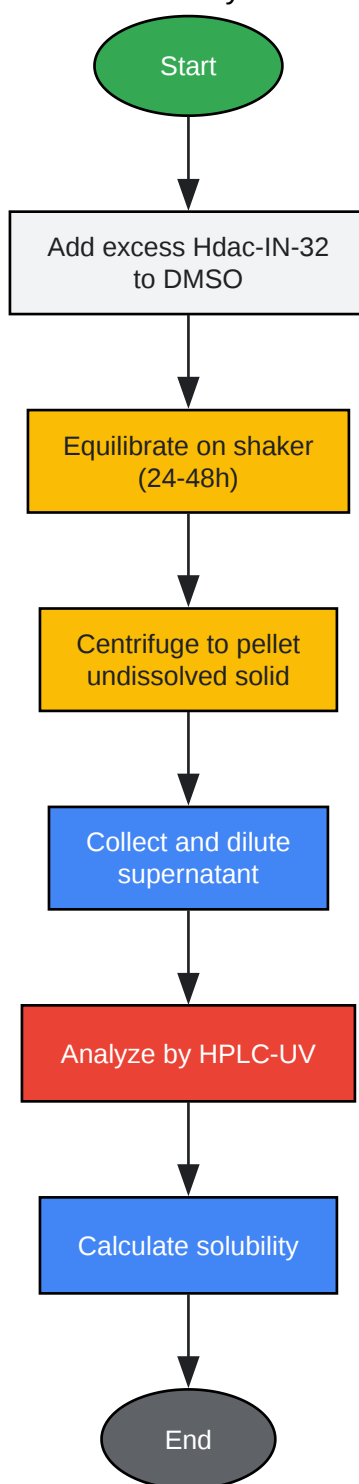 Start
Add excess Hdac-IN-32
to DMSO
Equilibrate on shaker
(24-48h)
Centrifuge to pellet
undissolved solid
Collect and dilute
supernatant
Analyze by HPLC-UV
Calculate solubility
End